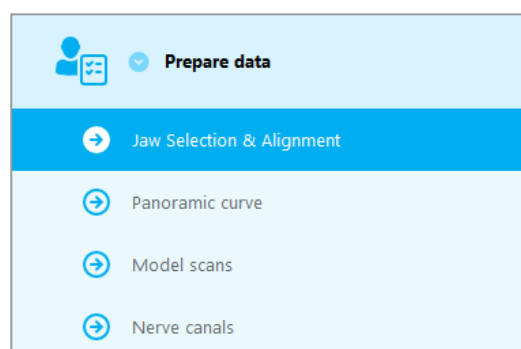 Prepare data
Jaw Selection & Alignment
Panoramic curve
Model scans
Nerve canals